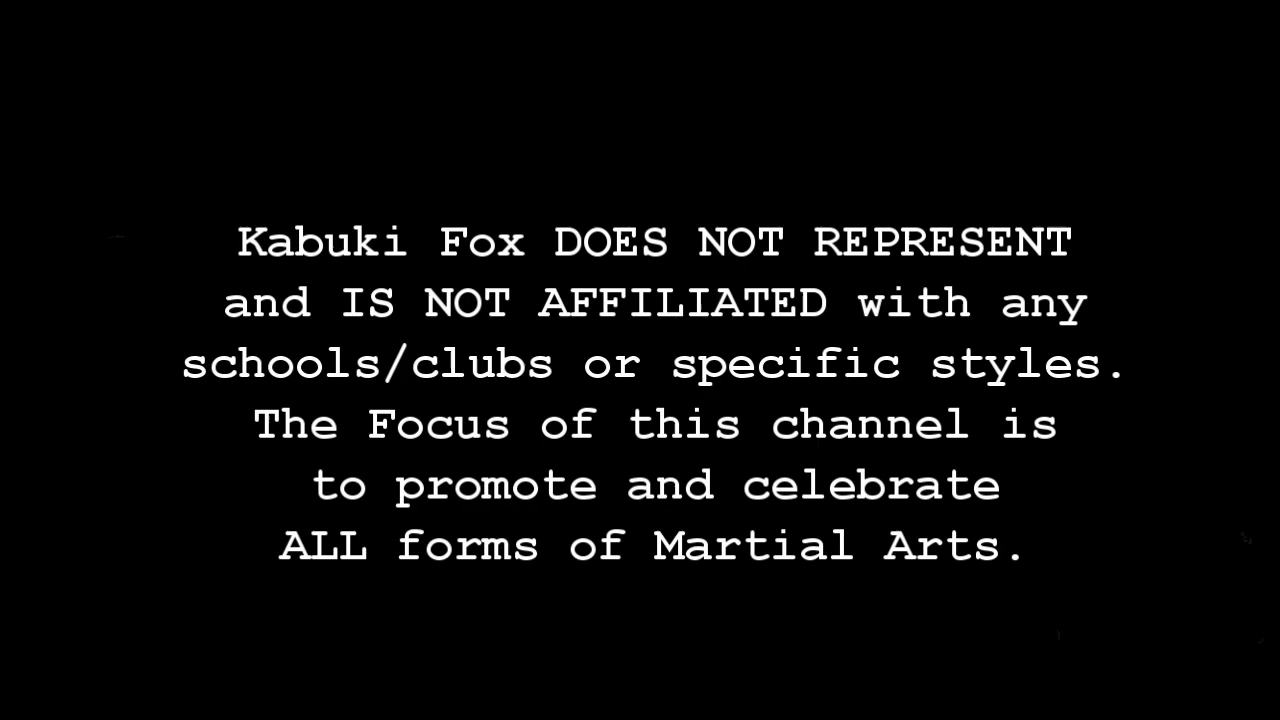 Kabuki Fox DOES NOT REPRESENT
and IS NOT AFFILIATED with any
schools/clubs or specific styles.
The Focus of this channel is
to promote and celebrate
ALL forms of Martial Arts.